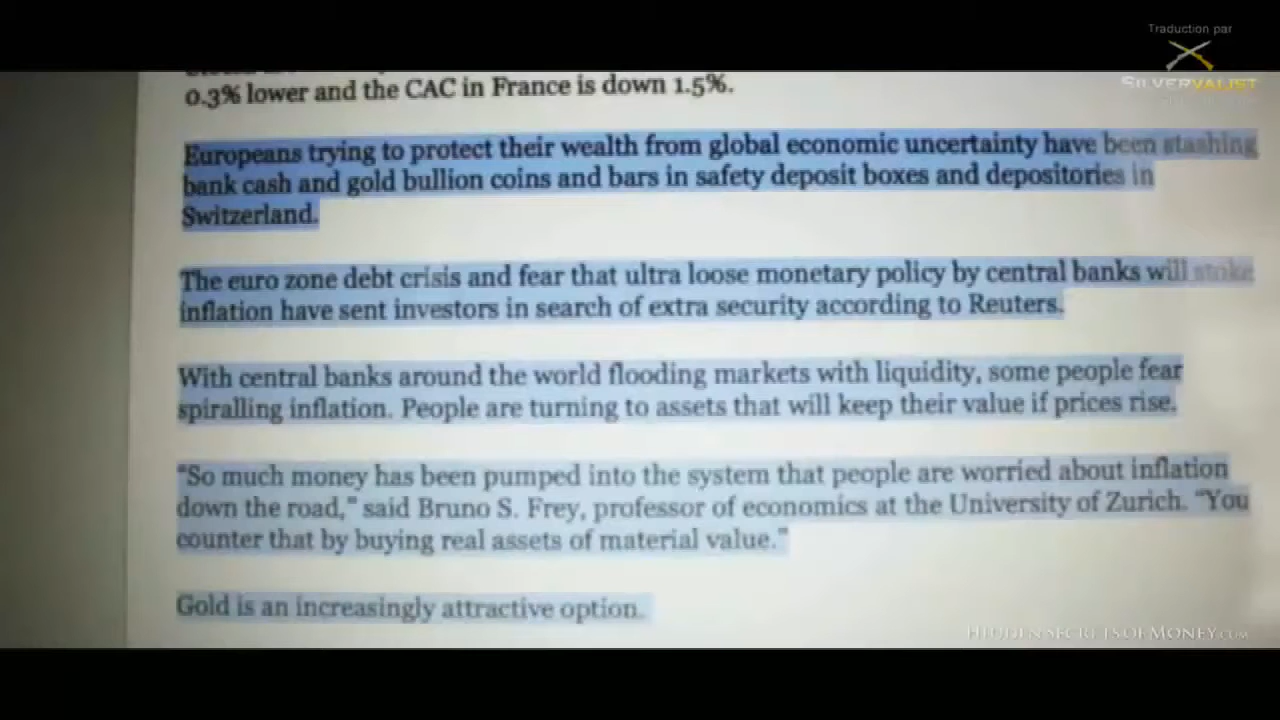 Traduction par
SILVERVALIST
0.3% lower and the CAC in France is down 1.5%.
Europeans trying to protect their wealth from global economic uncertainty have been stashing
bank cash and gold bullion coins and bars in safety deposit boxes and depositories in
Switzerland.
The euro zone debt crisis and fear that ultra loose monetary policy by central banks will stoke
inflation have sent investors in search of extra security according to Reuters.
With central banks around the world flooding markets with liquidity, some people fear
spiralling inflation. People are turning to assets that will keep their value if prices rise.
“So much money has been pumped into the system that people are worried about inflation
down the road,” said Bruno S. Frey, professor of economics at the University of Zurich. “You
counter that by buying real assets of material value.”
Gold is an increasingly attractive option.
HIDDEN SECRETS OF MONEY.COM